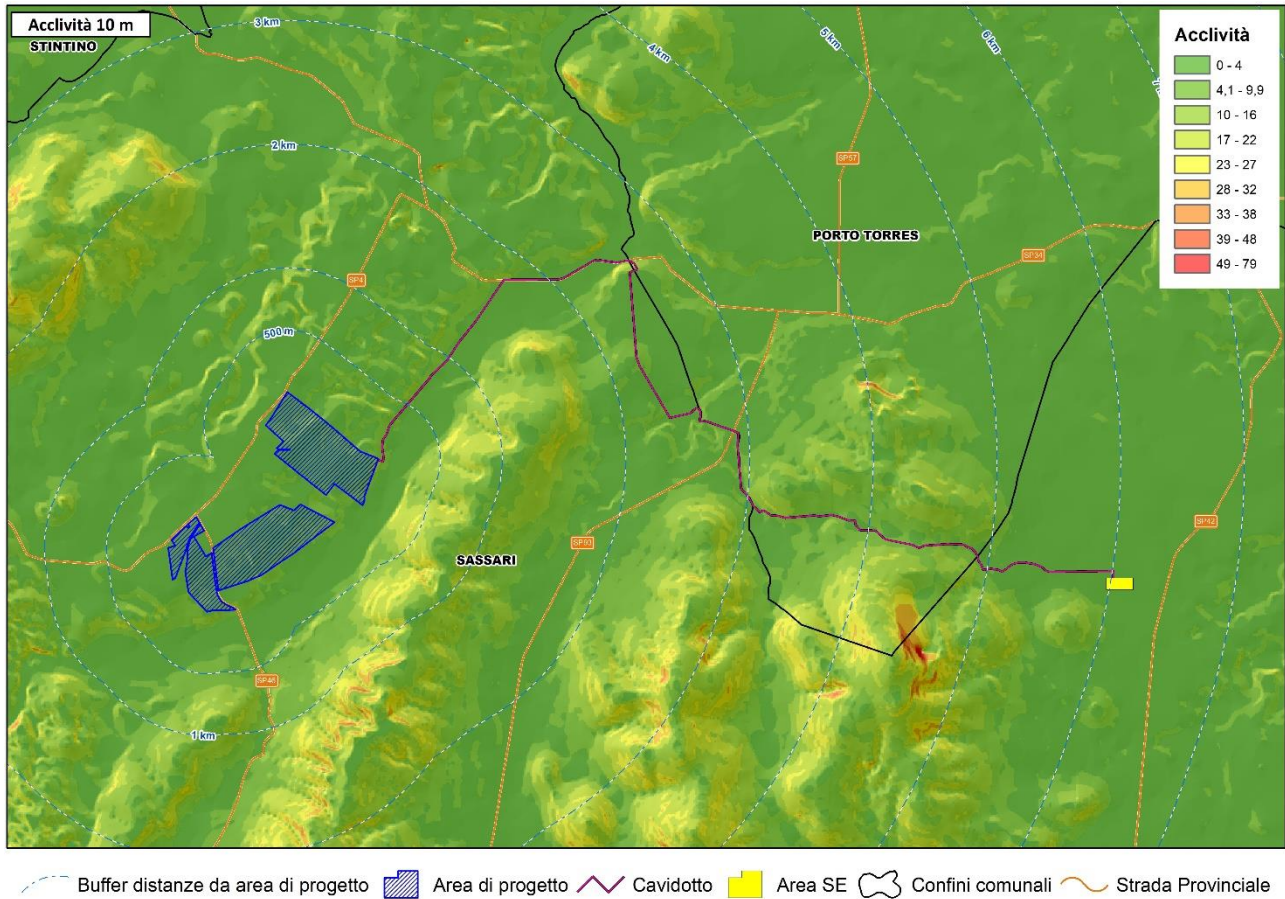 Acclività 10 m
STINTINO
3 km
4 km
5 km
6 km
Acclività
0 - 4
4,1 - 9,9
10 - 16
17 - 22
23 - 27
28 - 32
33 - 38
39 - 48
49 - 79
2 km
SP57
PORTO TORRES
SP34
SP4
500 m
SASSARI
SP93
SP42
SP46
1 km
Buffer distanze da area di progetto
Area di progetto
Cavidotto
Area SE
Confini comunali
Strada Provinciale